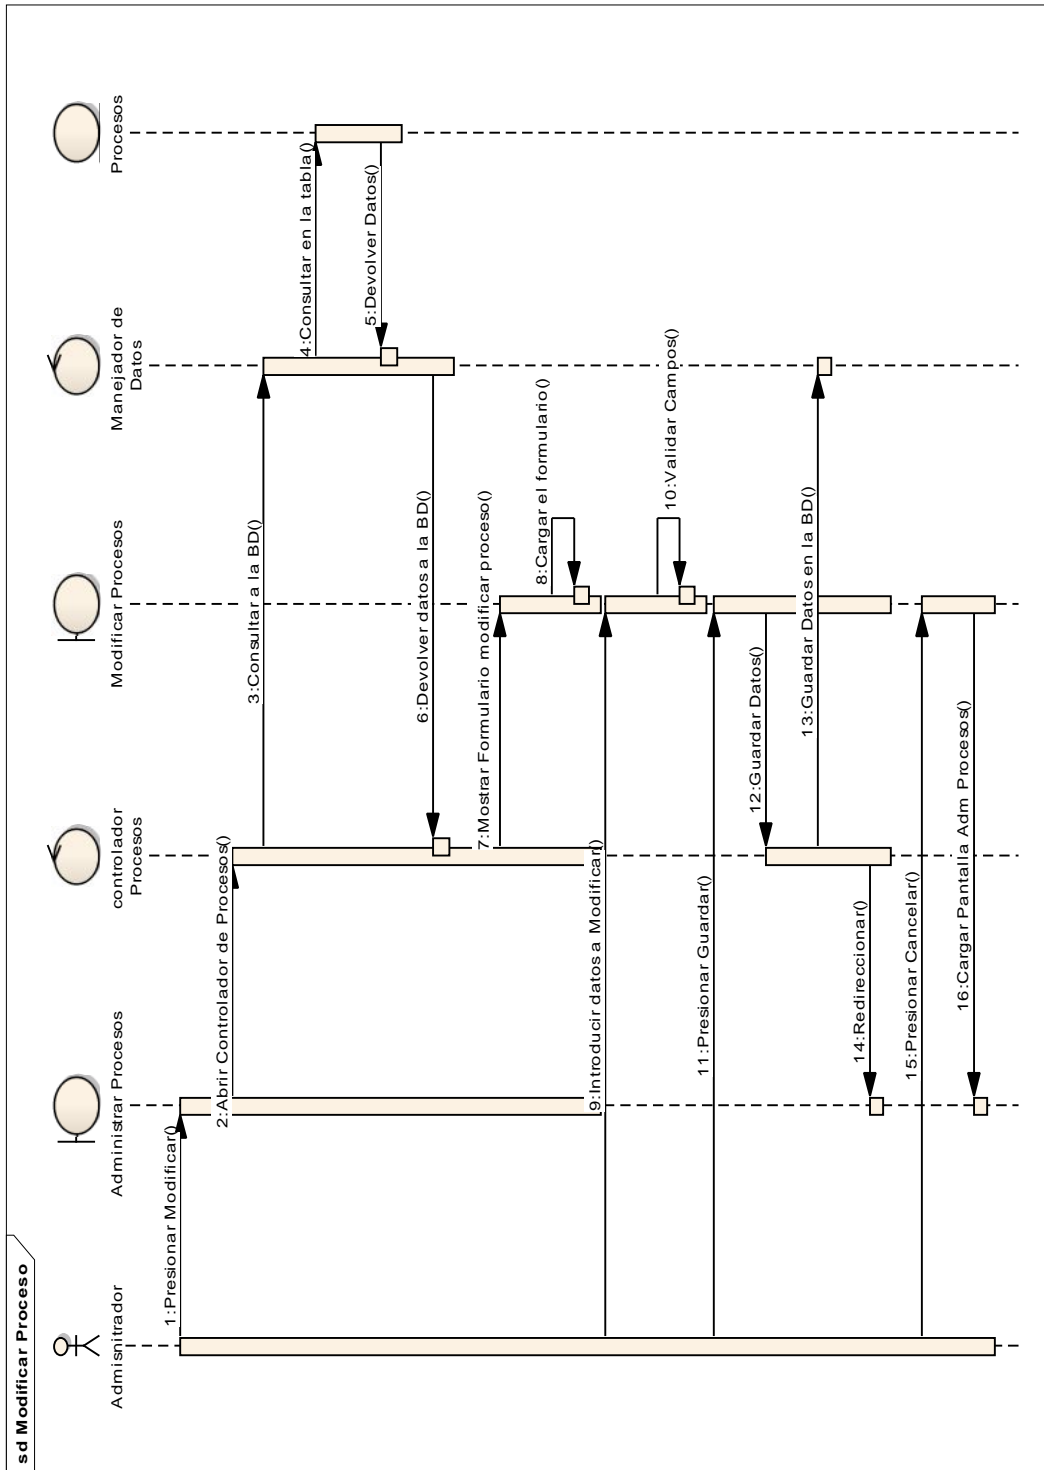 sd Modificar Proceso
Admisnitrador
Administrar Procesos
controlador
Procesos
Modificar Procesos
Manejador de
Datos
Procesos
1:Presionar Modificar()
2:Abrir Controlador de Procesos()
3:Consultar a la BD()
4:Consultar en la tabla()
5:Devolver Datos()
6:Devolver datos a la BD()
7:Mostrar Formulario modificar proceso()
8:Cargar el formulario()
9:Introducir datos a Modificar()
10:Validar Campos()
11:Presionar Guardar()
12:Guardar Datos()
13:Guardar Datos en la BD()
14:Redireccionar()
15:Presionar Cancelar()
16:Cargar Pantalla Adm Procesos()